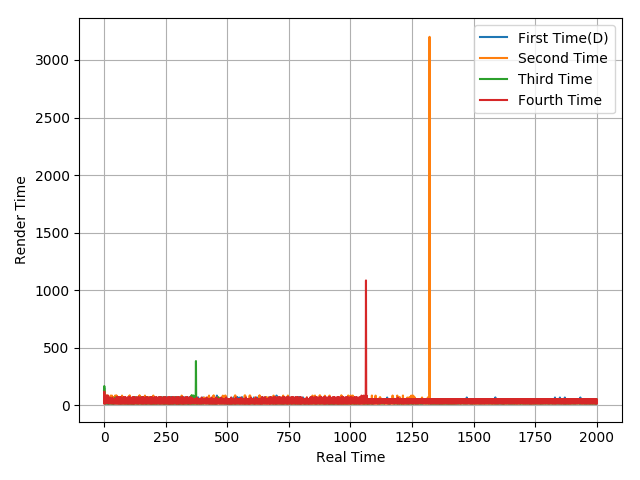 First Time(D)
Second Time
Third Time
Fourth Time
3000
2500
2000
1500
1000
500
0
Render Time
0 250 500 750 1000 1250 1500 1750 2000
Real Time